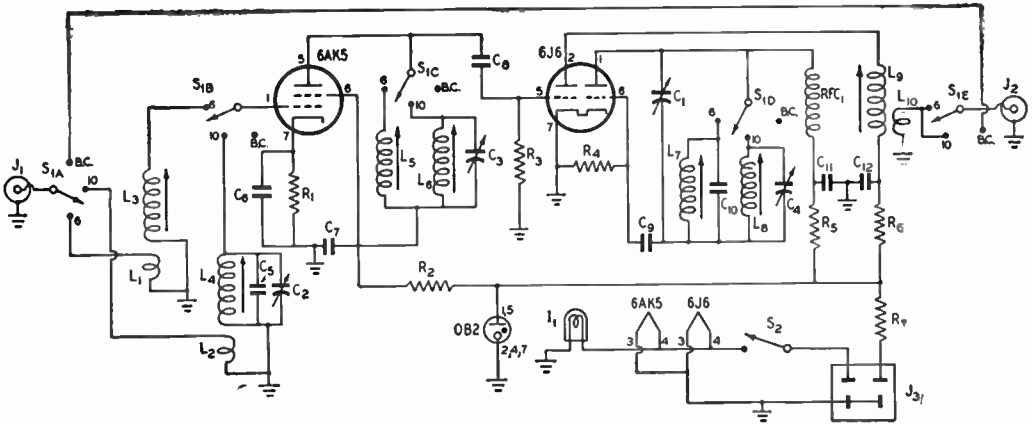 6AK5
6J6
S1B
S1C
B.C.
C8
S1D
B.C.
RFC1
L9
L10
S1E
J2
B.C.
J1
S1A
B.C.
10
6
L3
L1
6
10
1
5
6
7
B.C.
C6
R1
C7
6
10
L5
L6
C3
R3
5
2
1
6
7
R4
C9
C1
6
10
L7
C10
L8
C4
C11
C12
R5
R6
6
10
L4
C5
C2
L2
R2
OB2
1,5
2,4,7
I1
6AK5
6J6
3
4
3
4
S2
R7
J3